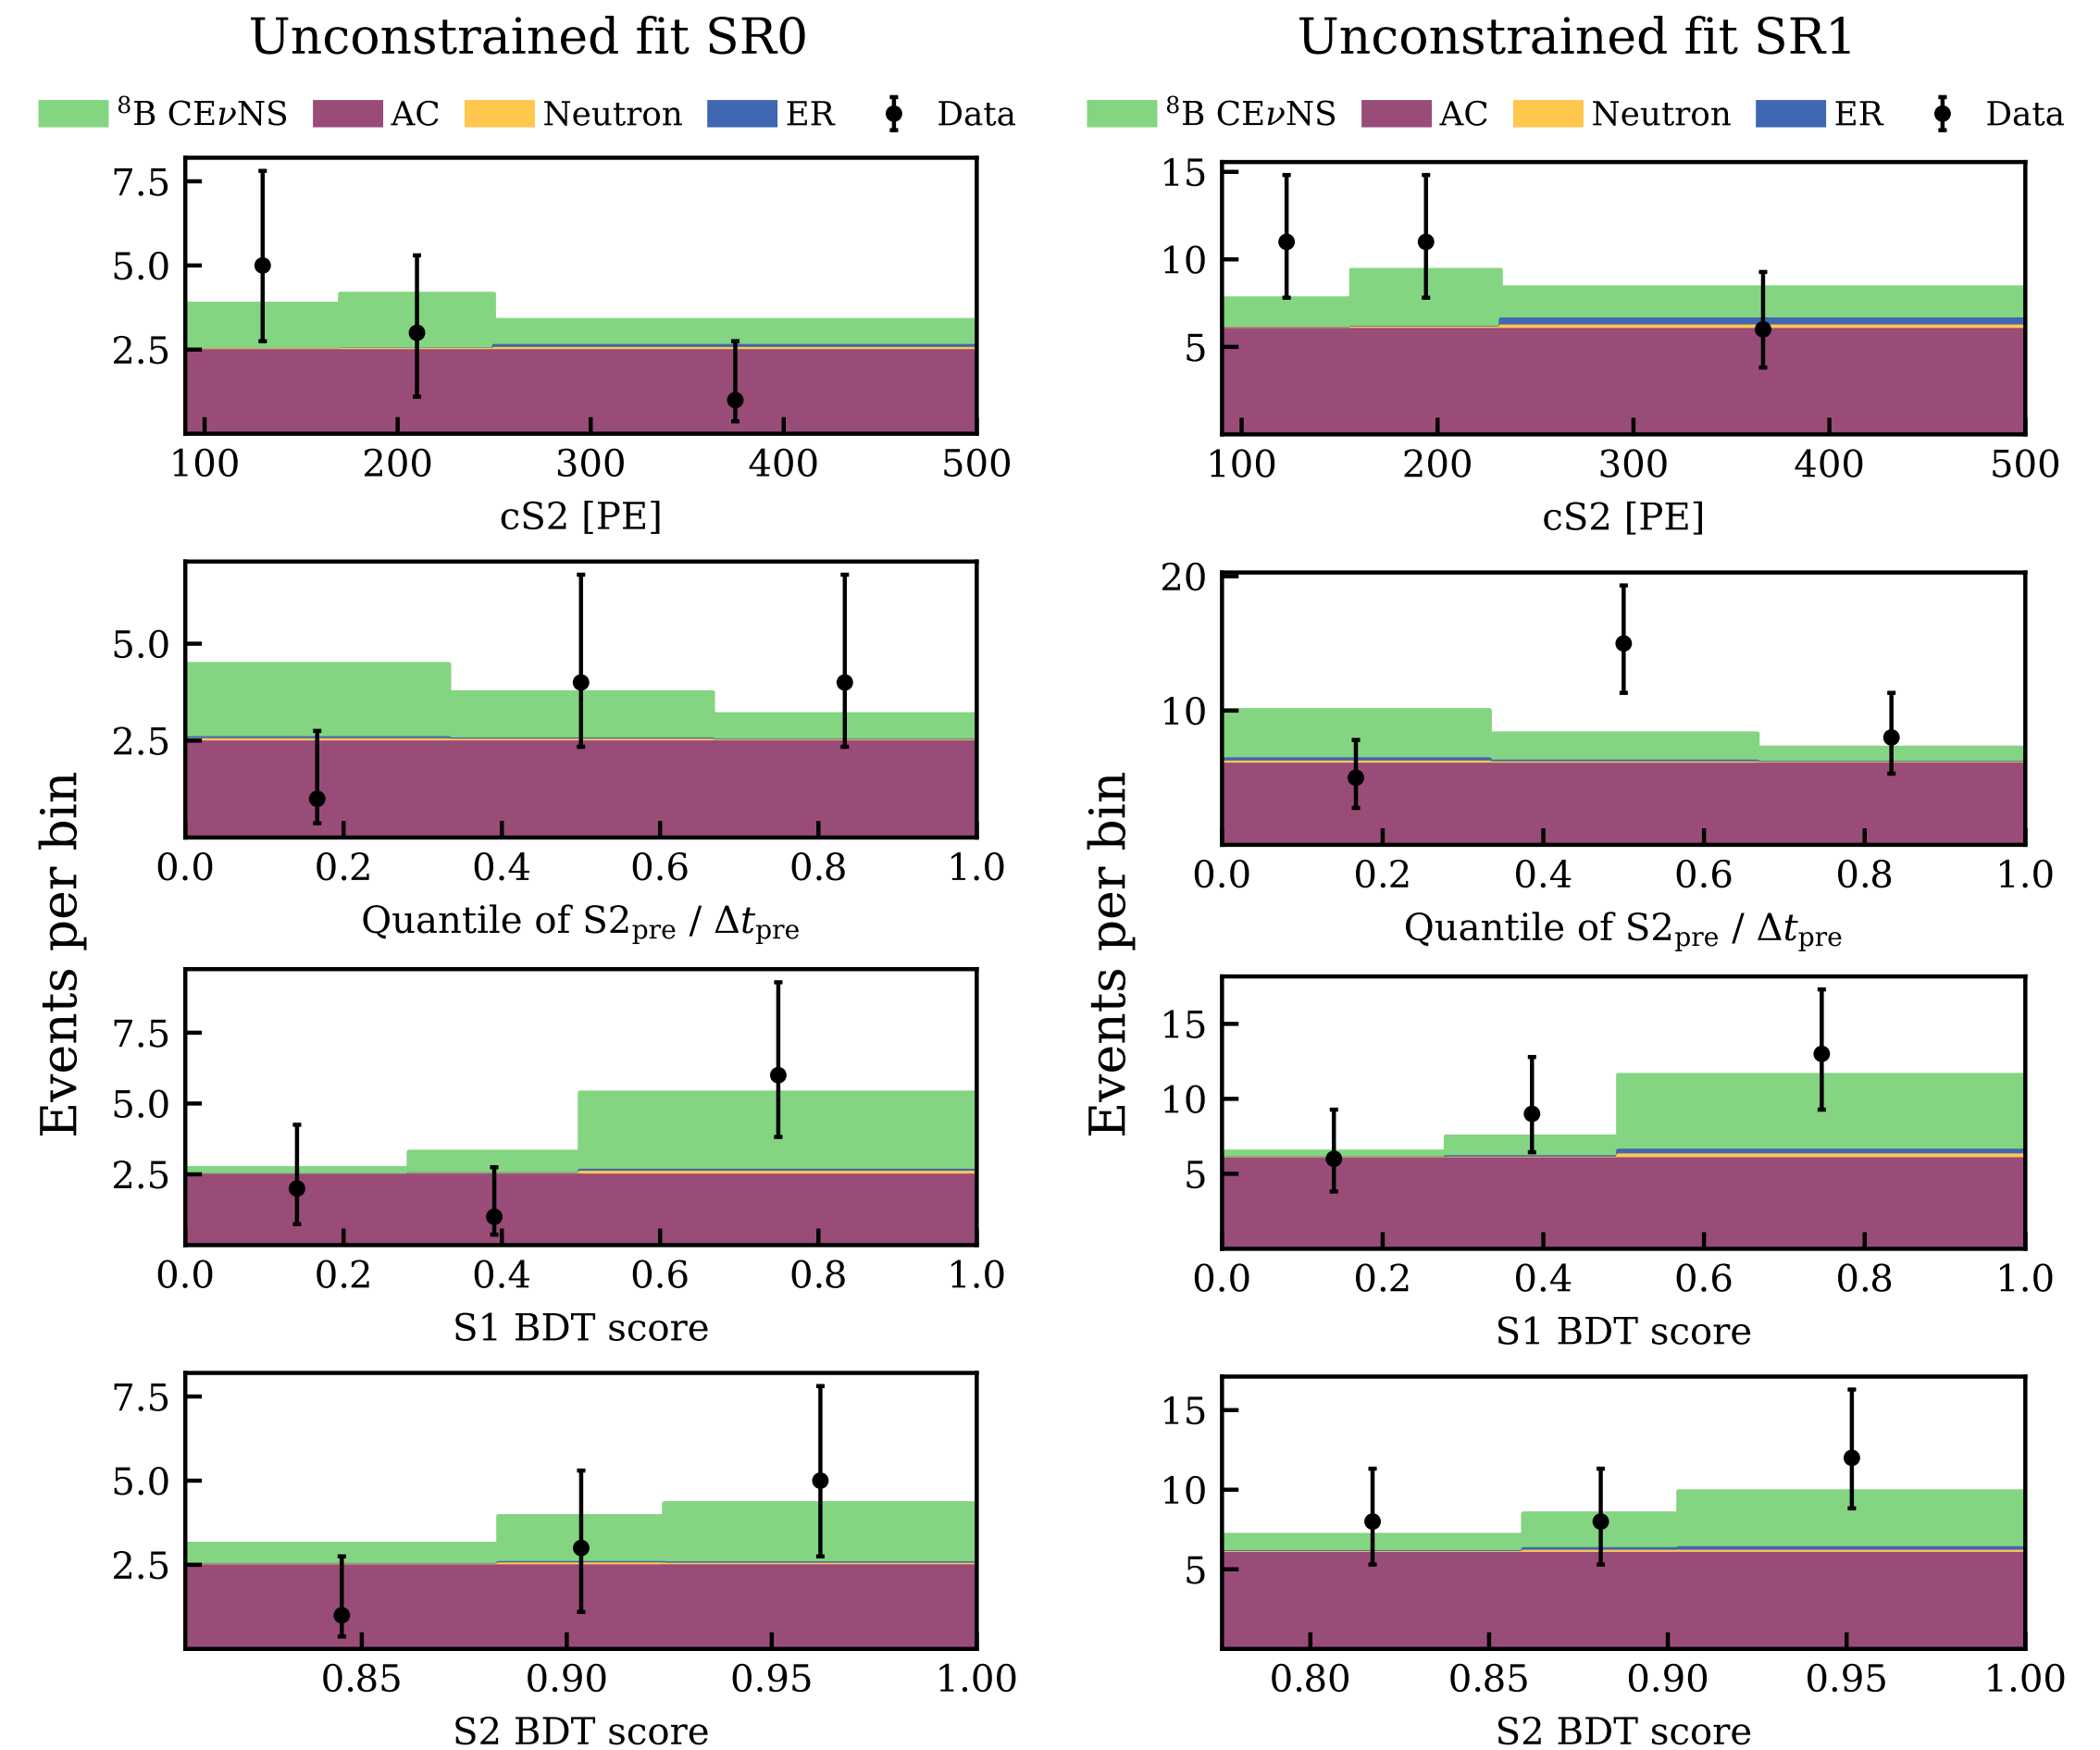 Unconstrained fit SR0
⁸B CEνNS AC Neutron ER Data
7.5
5.0
2.5
100 200 300 400 500
cS2 [PE]
5.0
2.5
0.0 0.2 0.4 0.6 0.8 1.0
Quantile of S2pre / Δtpre
7.5
5.0
2.5
0.0 0.2 0.4 0.6 0.8 1.0
S1 BDT score
7.5
5.0
2.5
0.85 0.90 0.95 1.00
S2 BDT score
Events per bin
Unconstrained fit SR1
⁸B CEνNS AC Neutron ER Data
15
10
5
100 200 300 400 500
cS2 [PE]
20
10
0.0 0.2 0.4 0.6 0.8 1.0
Quantile of S2pre / Δtpre
15
10
5
0.0 0.2 0.4 0.6 0.8 1.0
S1 BDT score
15
10
5
0.80 0.85 0.90 0.95 1.00
S2 BDT score
Events per bin